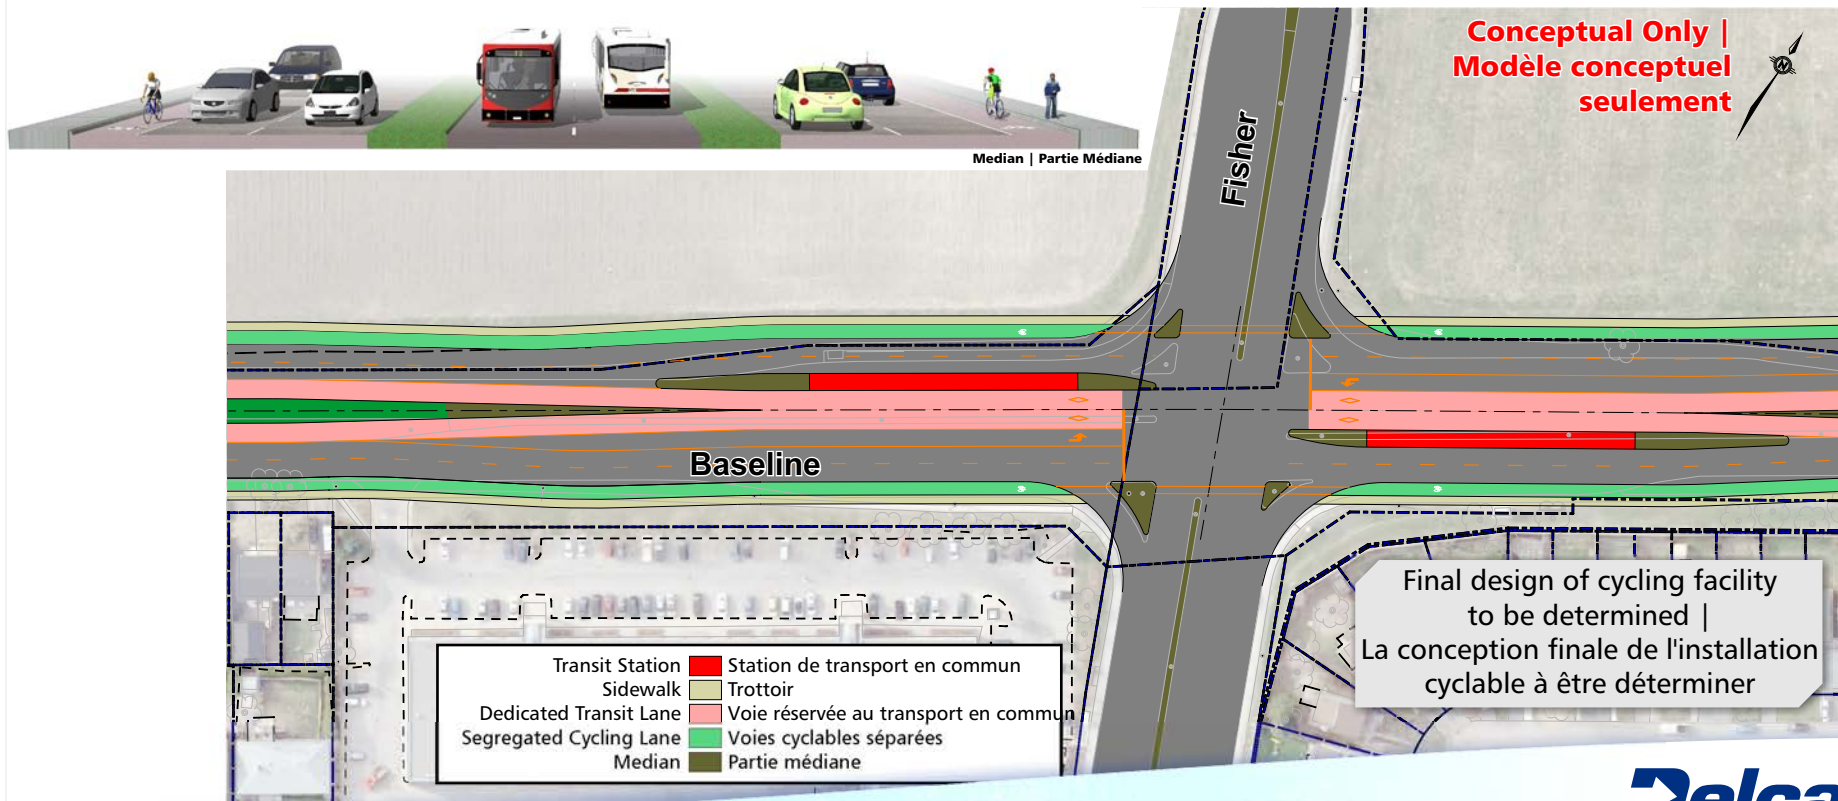 Conceptual Only |
Modèle conceptuel
seulement
N
Median | Partie Médiane
Fisher
Baseline
Transit Station Station de transport en commun
Sidewalk Trottoir
Dedicated Transit Lane Voie réservée au transport en commun
Segregated Cycling Lane Voies cyclables séparées
Median Partie médiane
Final design of cycling facility
to be determined |
La conception finale de l'installation
cyclable à être déterminer